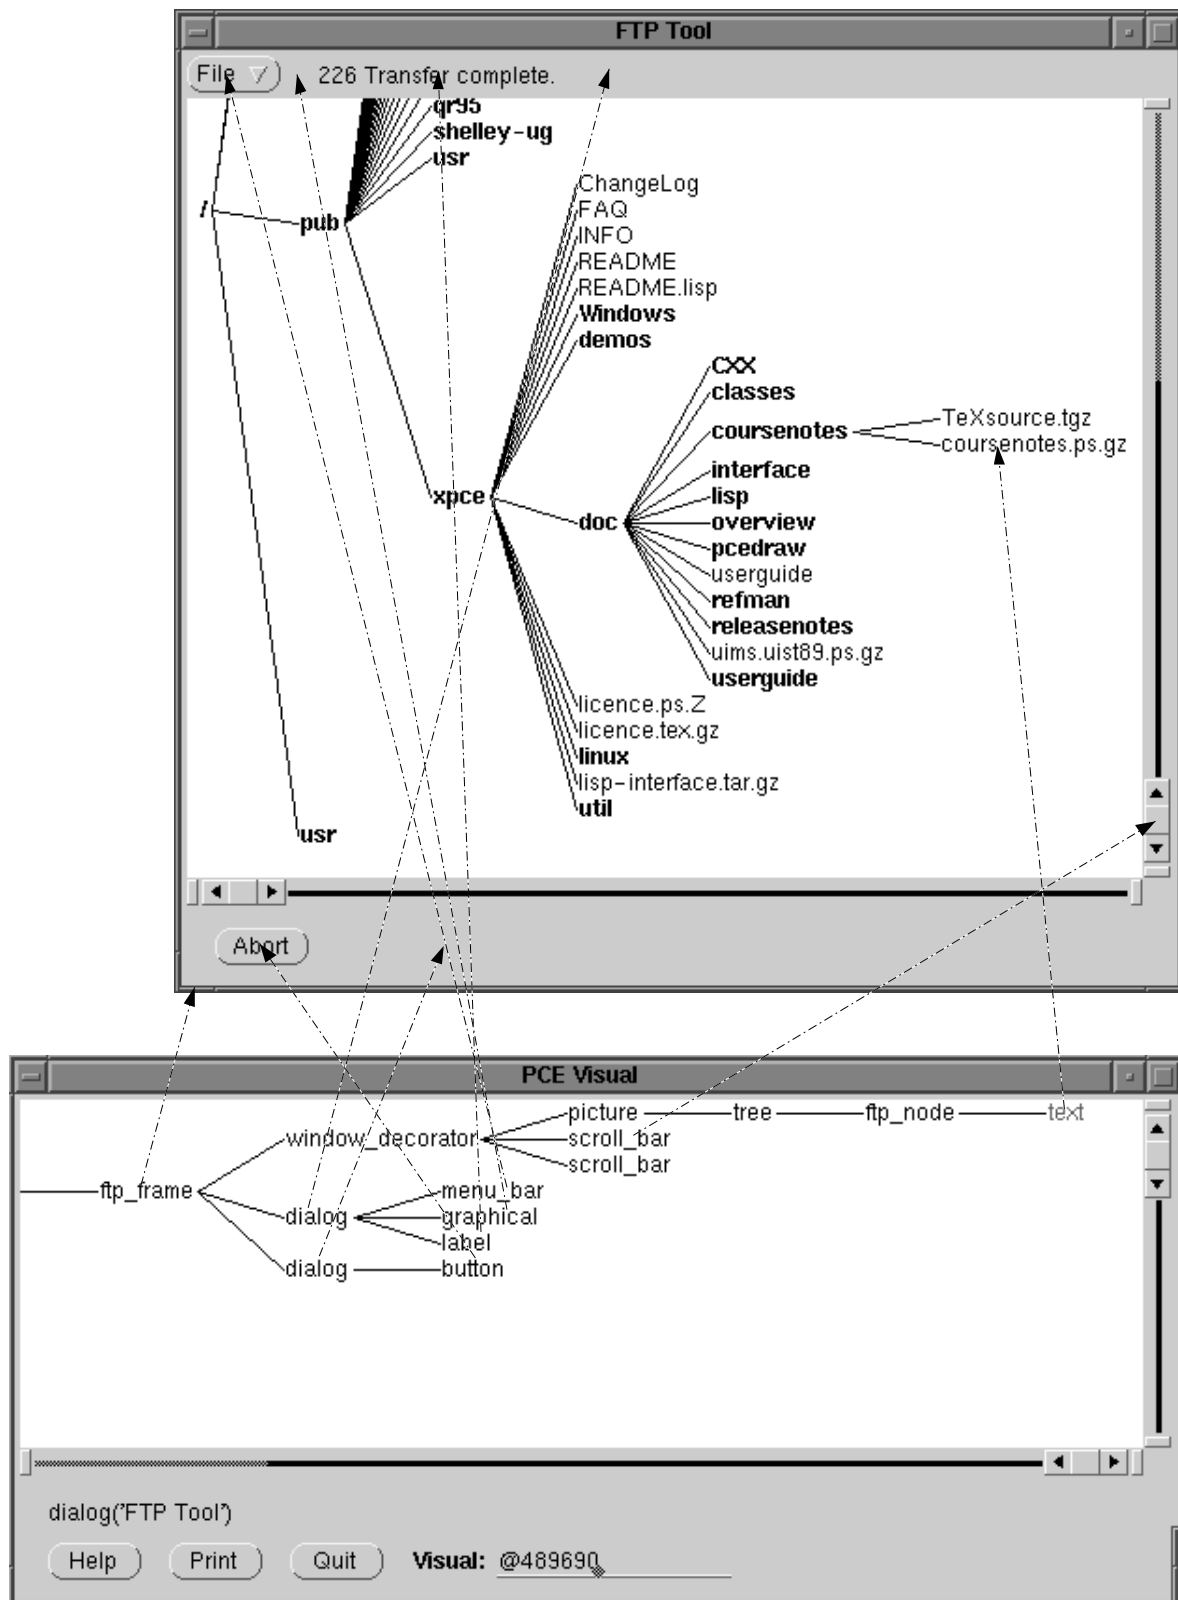 FTP Tool
File 226 Transfer complete.
qr95
shelley-ug
usr
ChangeLog
FAQ
/ pub
INFO
README
README.lisp
Windows
demos
CXX
classes
TeXsource.tgz
coursenotes
coursenotes.ps.gz
interface
xpce lisp
doc overview
pcedraw
userguide
refman
releasenotes
uims.uist89.ps.gz
userguide
licence.ps.Z
licence.tex.gz
linux
lisp-interface.tar.gz
util
usr
Abort
PCE Visual
picture tree ftp_node text
window_decorator scroll_bar
scroll_bar
ftp_frame menu_bar
dialog graphical
label
dialog button
dialog('FTP Tool')
Help Print Quit Visual: @489690